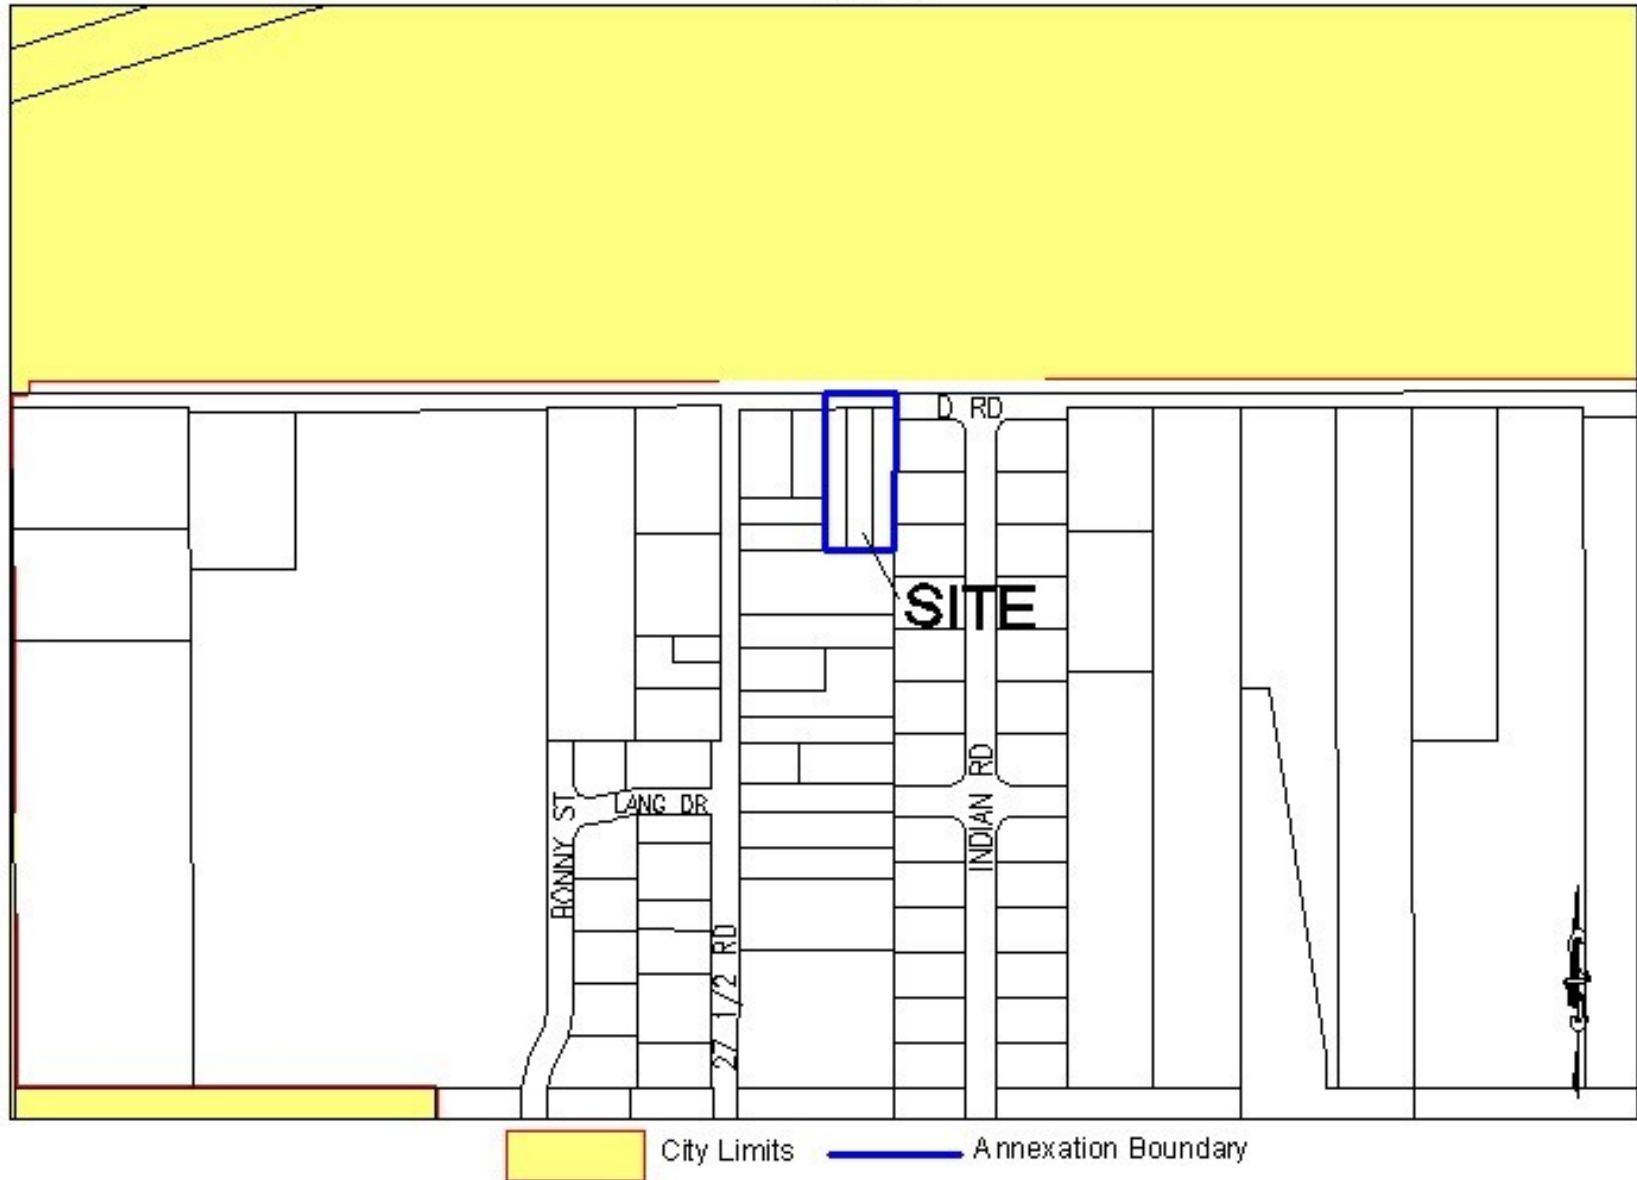 D RD
SITE
INDIAN RD
LANG DR
BONNY ST
27 1/2 RD
City Limits
Annexation Boundary